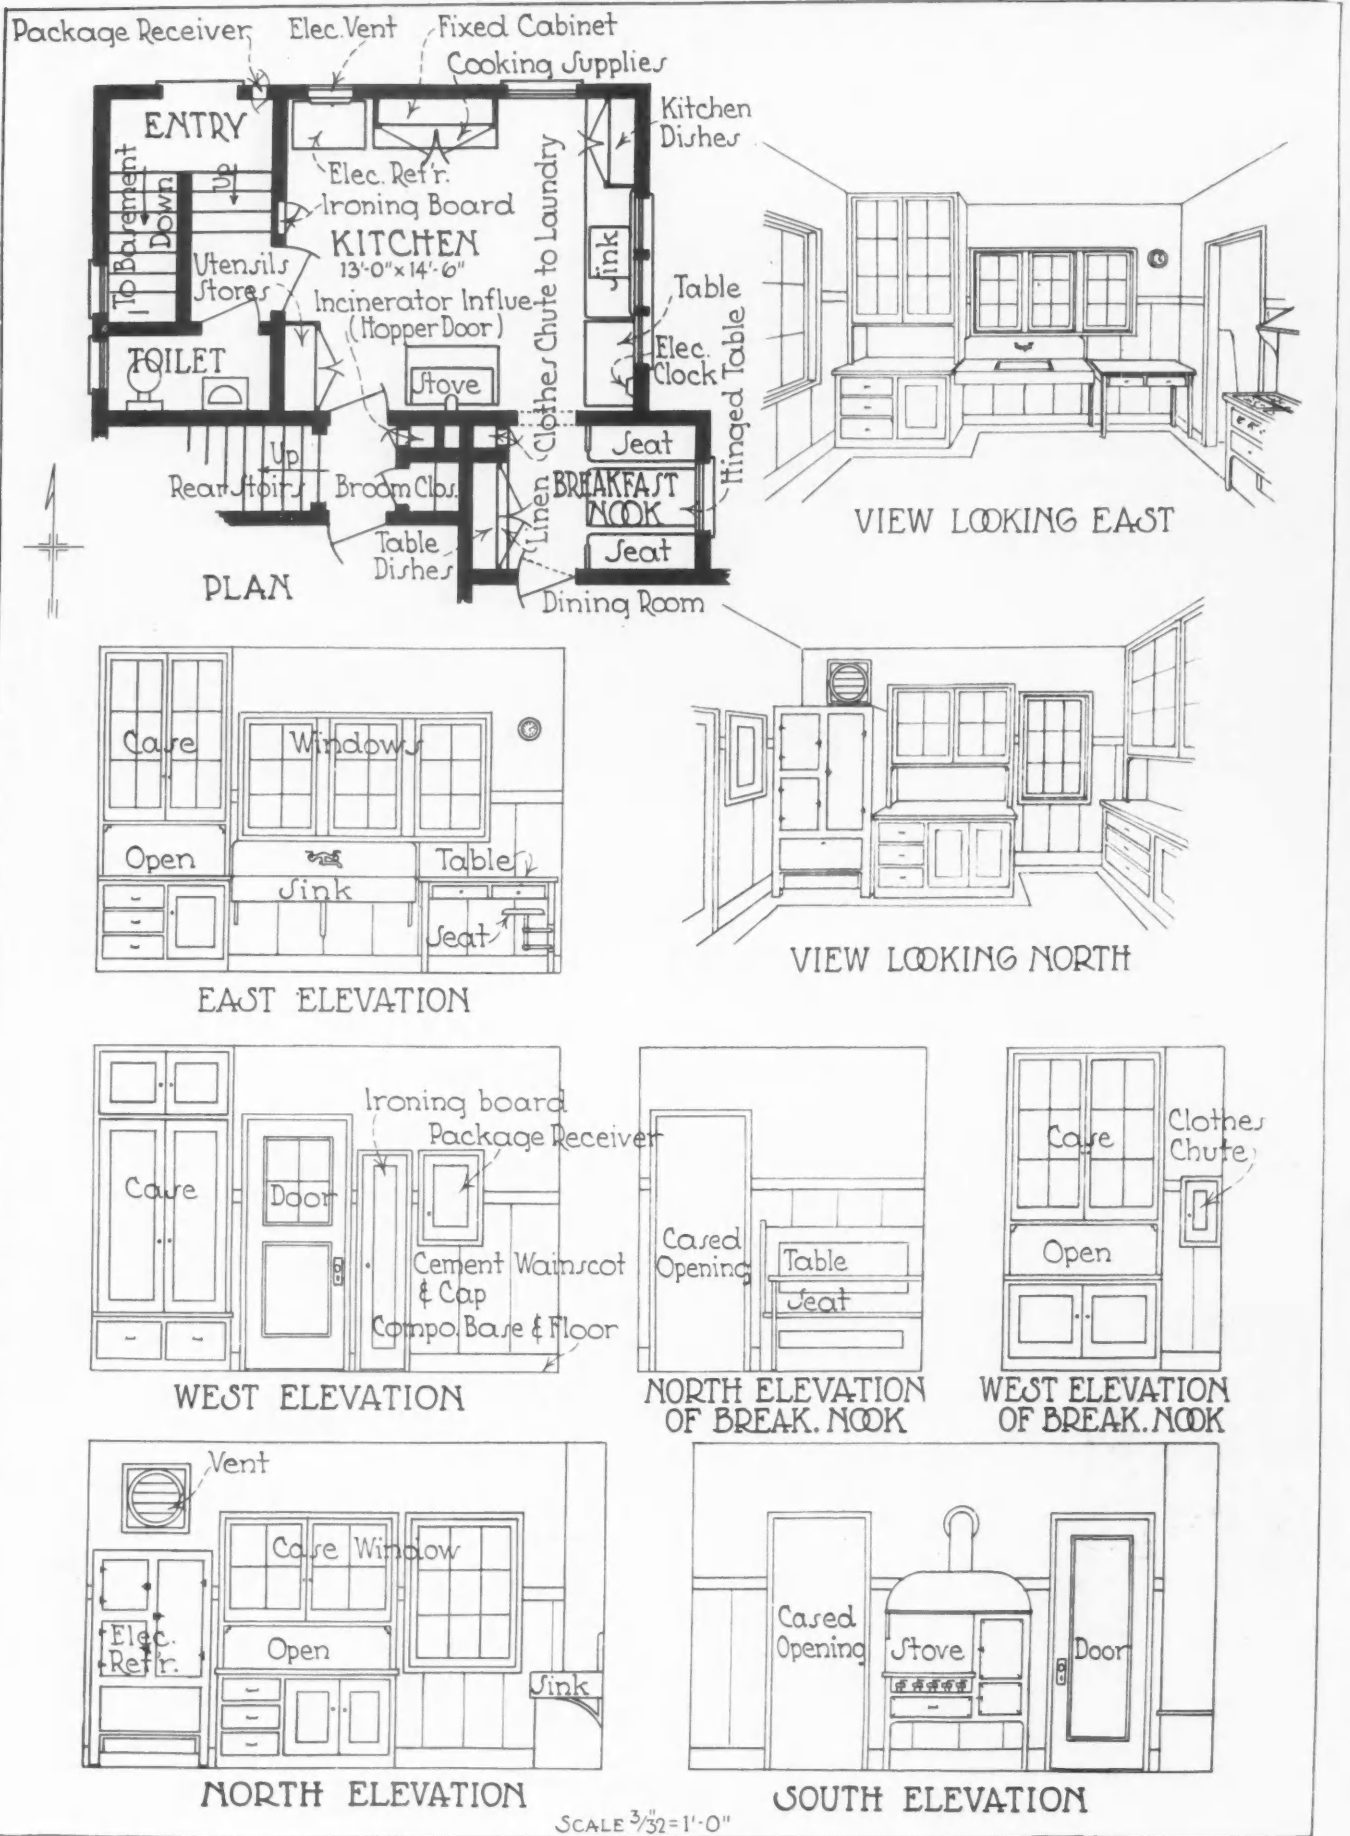 Package Receiver
Elec. Vent
Fixed Cabinet
Cooking Supplies
ENTRY
Kitchen
Dishes
To Basement
Down
Up
Elec. Ref'r.
Ironing Board
KITCHEN
13'-0" x 14'-6"
Sink
Utensils
Stores
Incinerator Influe
(Hopper Door)
Clothes Chute to Laundry
Table
Elec.
Clock
Hinged Table
TOILET
Stove
Seat
Up
Rear Stairs
Broom Clos.
Linen
BREAKFAST
NOOK
Table
Dishes
Seat
Dining Room
PLAN
VIEW LOOKING EAST
Case
Windows
Open
Sink
Table
Seat
EAST ELEVATION
VIEW LOOKING NORTH
Ironing board
Package Receiver
Case
Door
Cement Wainscot
& Cap
Compo. Base & Floor
WEST ELEVATION
Cased
Opening
Table
Seat
NORTH ELEVATION
OF BREAK. NOOK
Case
Clothes
Chute
Open
WEST ELEVATION
OF BREAK. NOOK
Vent
Case Window
Elec.
Ref'r.
Open
Sink
NORTH ELEVATION
Cased
Opening
Stove
Door
SOUTH ELEVATION
SCALE 3/32" = 1'-0"